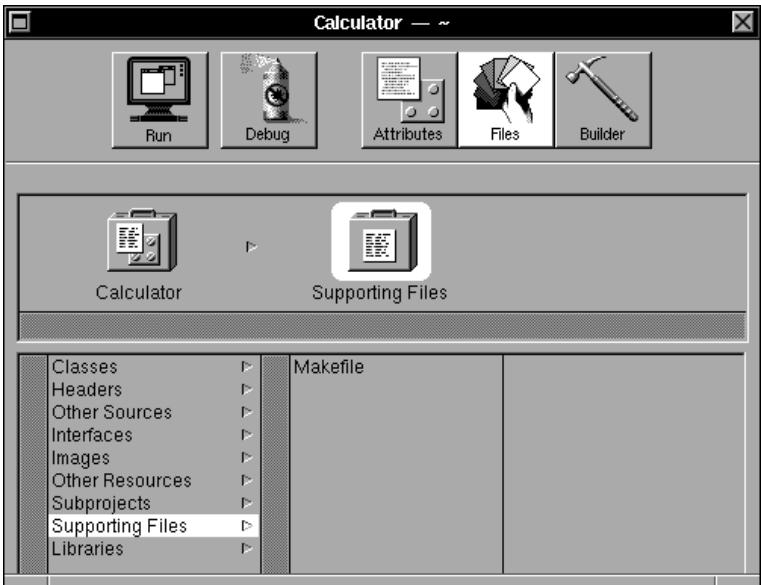 Calculator — ~
Run
Debug
Attributes
Files
Builder
Calculator
Supporting Files
Classes
Makefile
Headers
Other Sources
Interfaces
Images
Other Resources
Subprojects
Supporting Files
Libraries